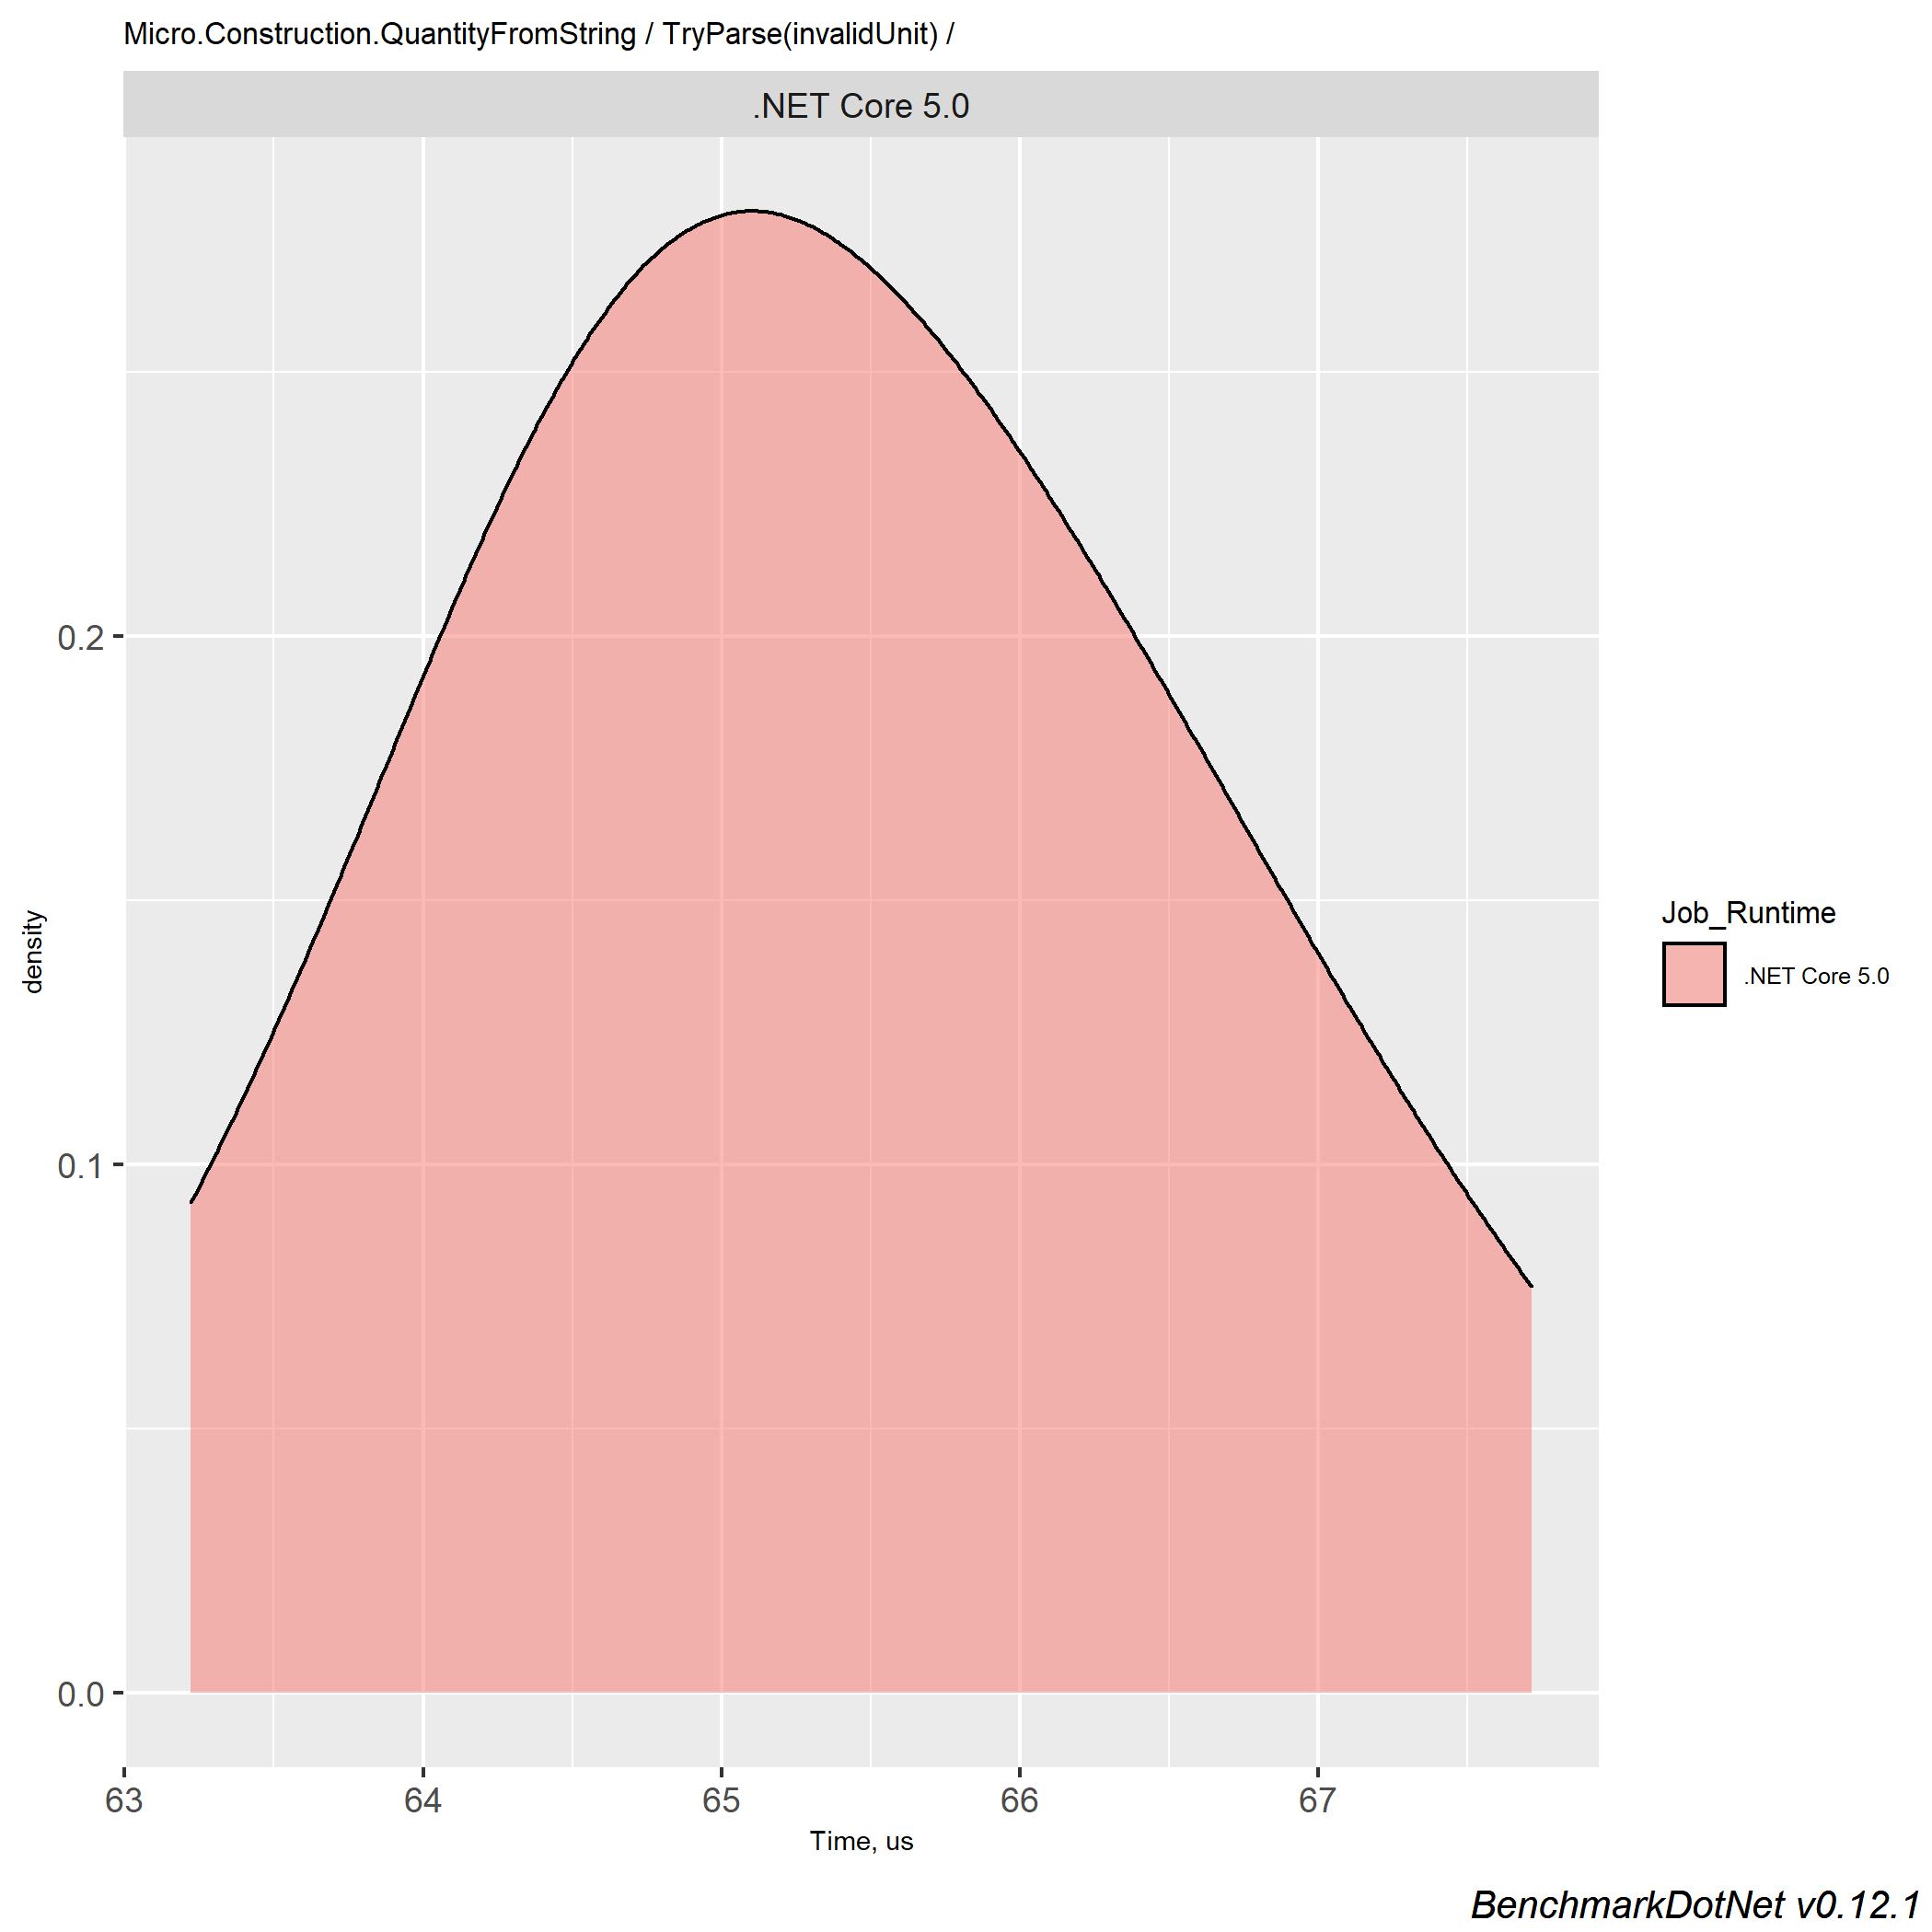 Micro.Construction.QuantityFromString / TryParse(invalidUnit) /
.NET Core 5.0
0.2
0.1
0.0
density
63 64 65 66 67
Time, us
Job_Runtime
.NET Core 5.0
BenchmarkDotNet v0.12.1